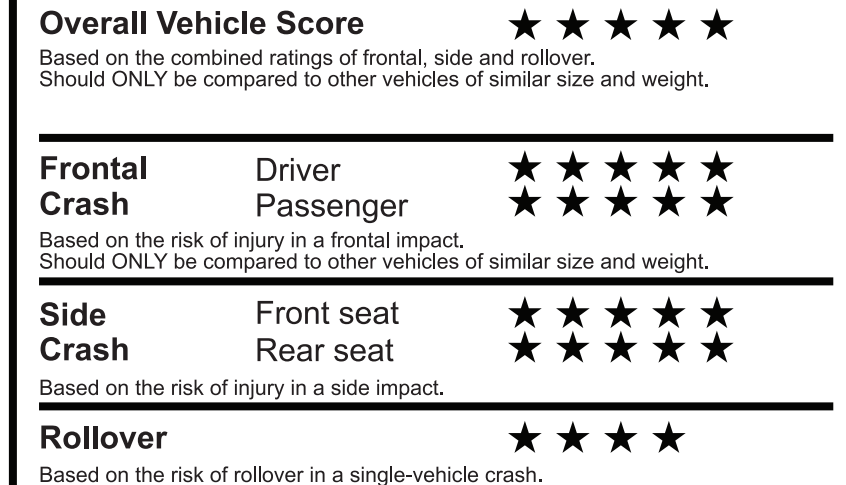 Overall Vehicle Score ★ ★ ★ ★ ★
Based on the combined ratings of frontal, side and rollover.
Should ONLY be compared to other vehicles of similar size and weight.
Frontal Driver ★ ★ ★ ★ ★
Crash Passenger ★ ★ ★ ★ ★
Based on the risk of injury in a frontal impact.
Should ONLY be compared to other vehicles of similar size and weight.
Side Front seat ★ ★ ★ ★ ★
Crash Rear seat ★ ★ ★ ★ ★
Based on the risk of injury in a side impact.
Rollover ★ ★ ★ ★
Based on the risk of rollover in a single-vehicle crash.